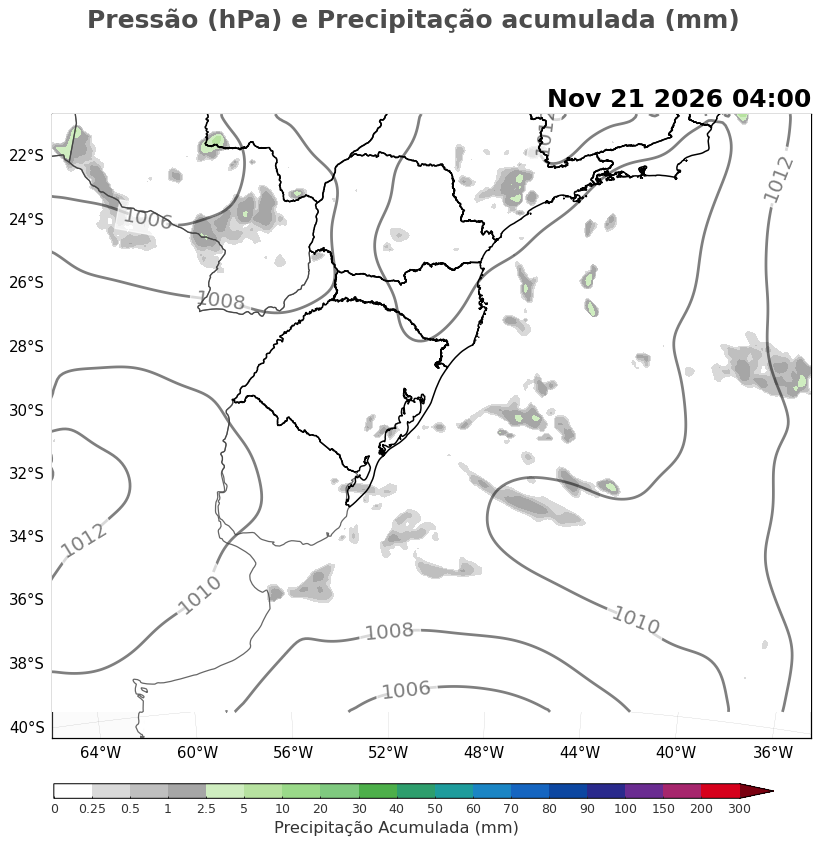 Pressão (hPa) e Precipitação acumulada (mm)
Nov 21 2026 04:00
1012
1012
1006
1008
1012
1010
1010
1008
1006
22°S
24°S
26°S
28°S
30°S
32°S
34°S
36°S
38°S
40°S
64°W 60°W 56°W 52°W 48°W 44°W 40°W 36°W
0 0.25 0.5 1 2.5 5 10 20 30 40 50 60 70 80 90 100 150 200 300
Precipitação Acumulada (mm)